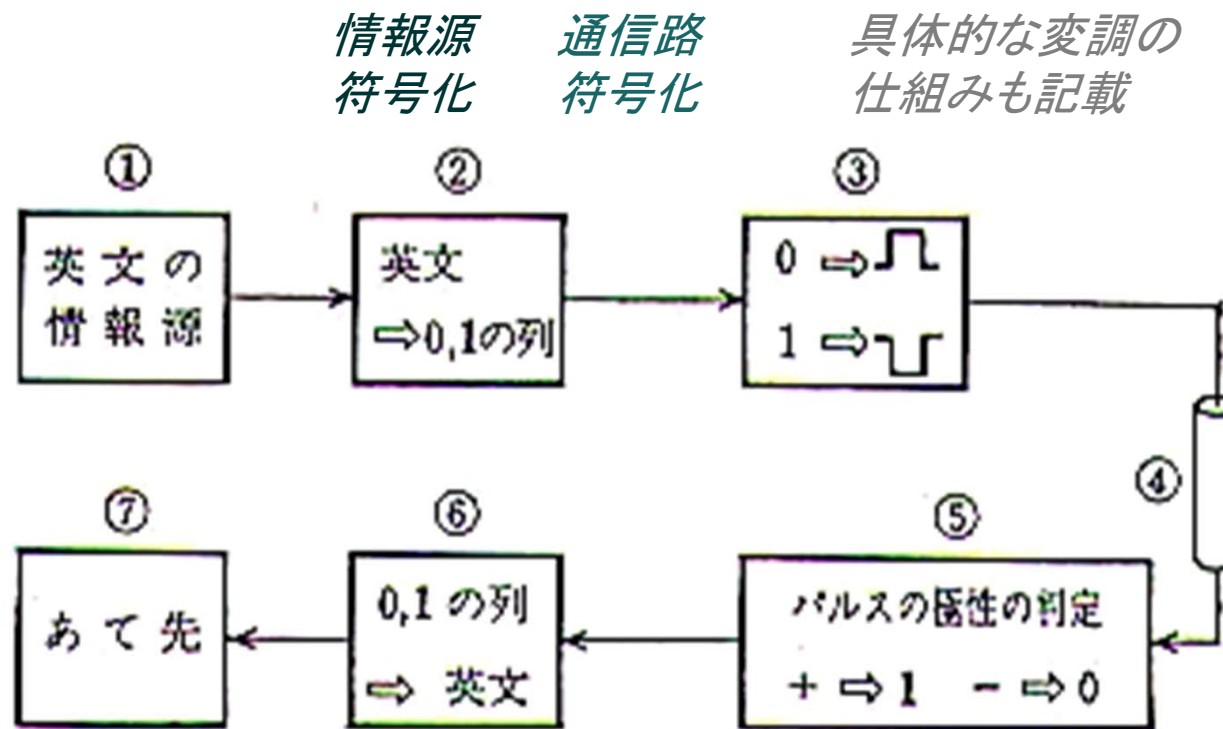 情報源
符号化
通信路
符号化
具体的な変調の
仕組みも記載
①
英文の
情報源
②
英文
⇨0,1の列
③
0 ⇨
1 ⇨
④
⑤
パルスの極性の判定
+ ⇨ 1 − ⇨ 0
⑥
0,1の列
⇨ 英文
⑦
あて先